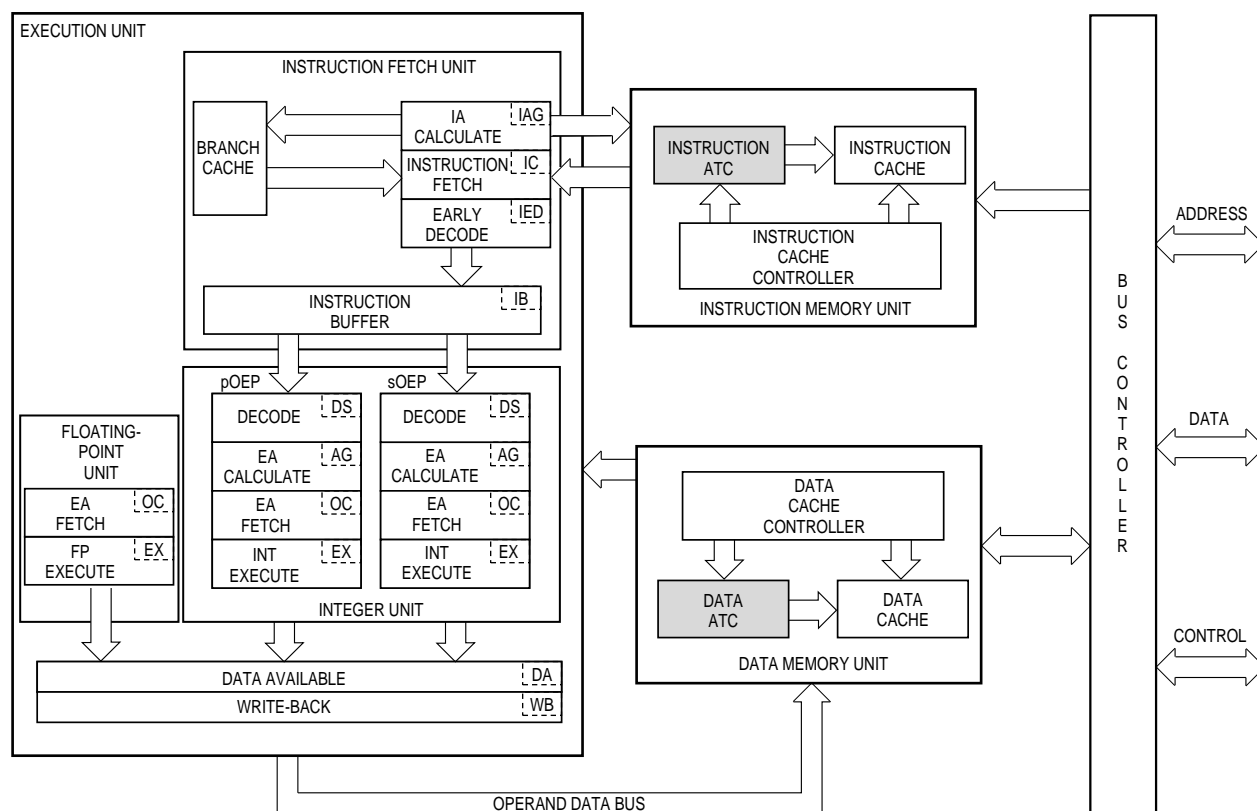 EXECUTION UNIT
INSTRUCTION FETCH UNIT
BRANCH
CACHE
IA
CALCULATE
IAG
INSTRUCTION
FETCH
IC
EARLY
DECODE
IED
INSTRUCTION
BUFFER
IB
INSTRUCTION
ATC
INSTRUCTION
CACHE
INSTRUCTION
CACHE
CONTROLLER
INSTRUCTION MEMORY UNIT
pOEP
DECODE
DS
EA
CALCULATE
AG
EA
FETCH
OC
INT
EXECUTE
EX
sOEP
DECODE
DS
EA
CALCULATE
AG
EA
FETCH
OC
INT
EXECUTE
EX
INTEGER UNIT
FLOATING-
POINT
UNIT
EA
FETCH
OC
FP
EXECUTE
EX
DATA AVAILABLE
DA
WRITE-BACK
WB
DATA
CACHE
CONTROLLER
DATA
ATC
DATA
CACHE
DATA MEMORY UNIT
OPERAND DATA BUS
BUS CONTROLLER
ADDRESS
DATA
CONTROL